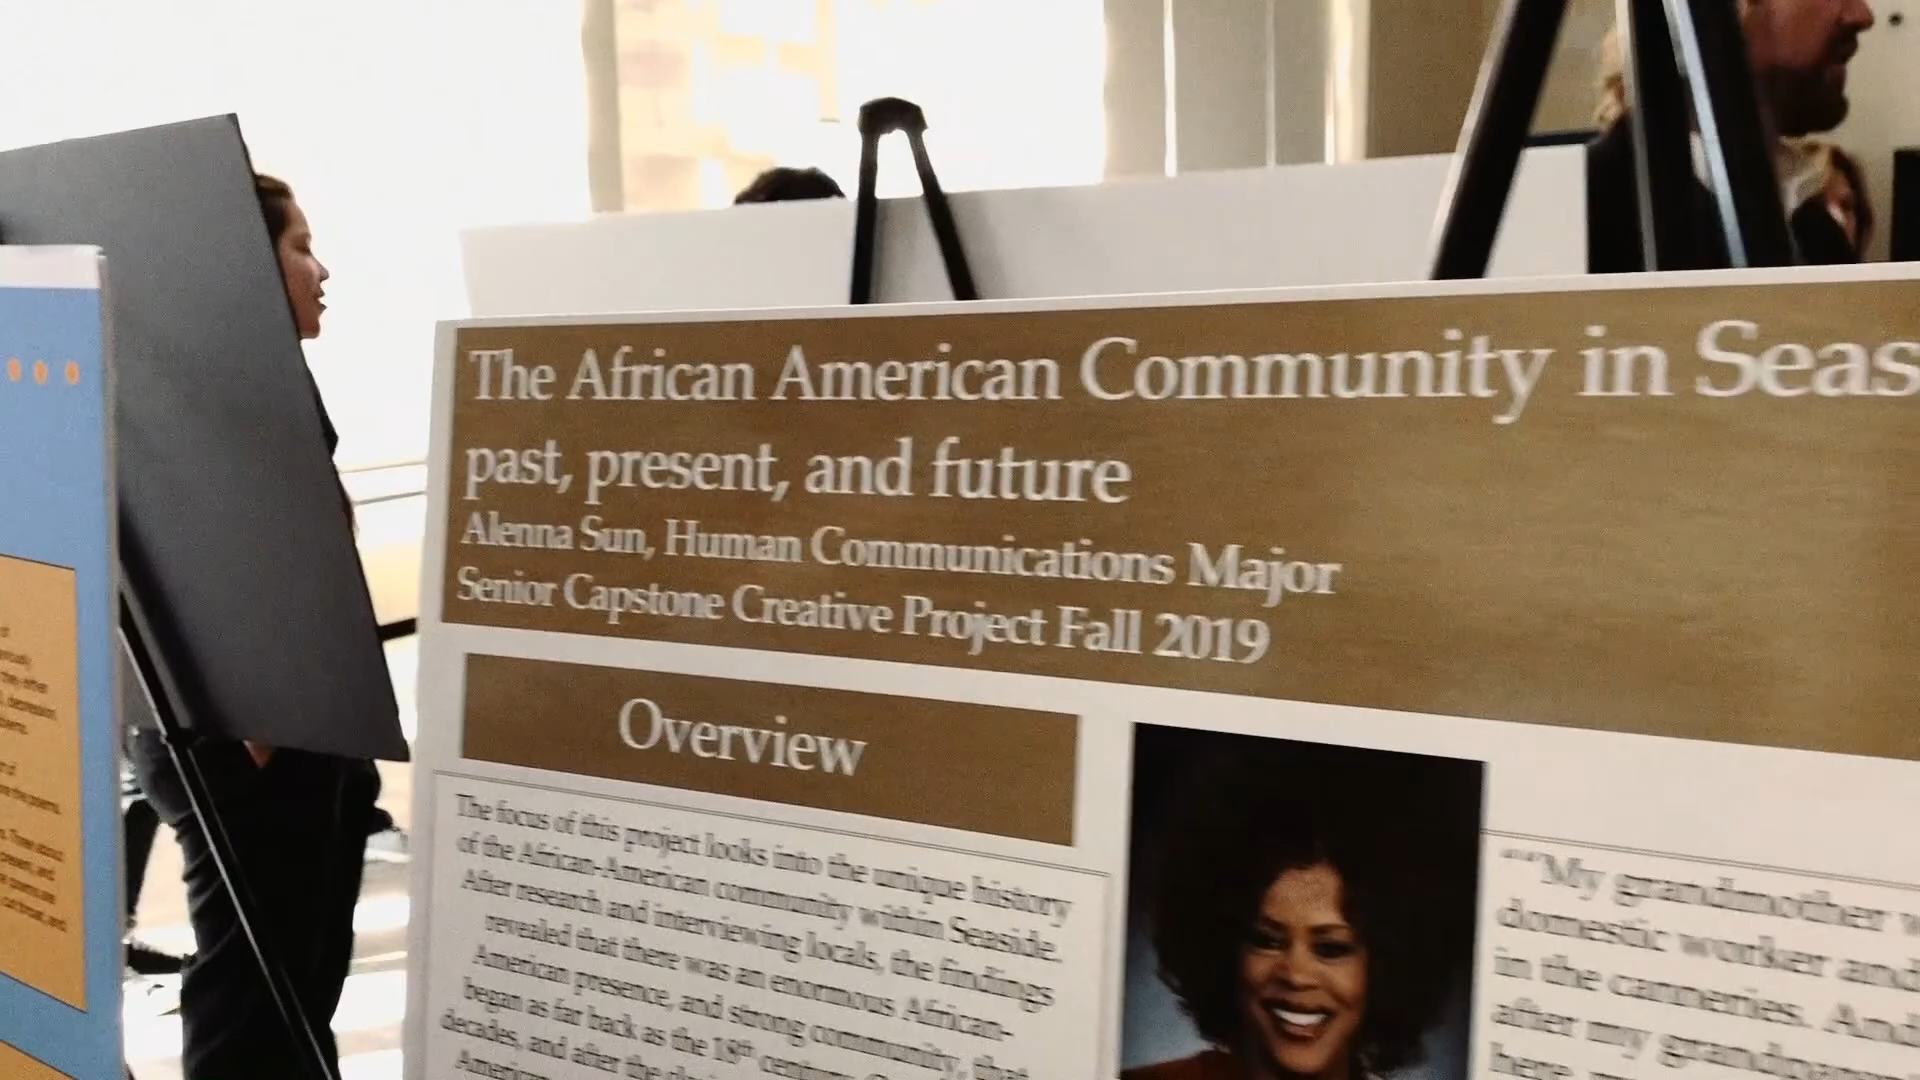 The African American Community in Seas
past, present, and future
Alenna Sun, Human Communications Major
Senior Capstone Creative Project Fall 2019
Overview
The focus of this project looks into the unique history
of the African-American community within Seaside.
After research and interviewing locals, the findings
revealed that there was an enormous African-
American presence, and strong community, that
began as far back as the 18th century.
decades, and after the
American
““My grandmother w
domestic worker and
in the canneries. And
after my grandparen
here